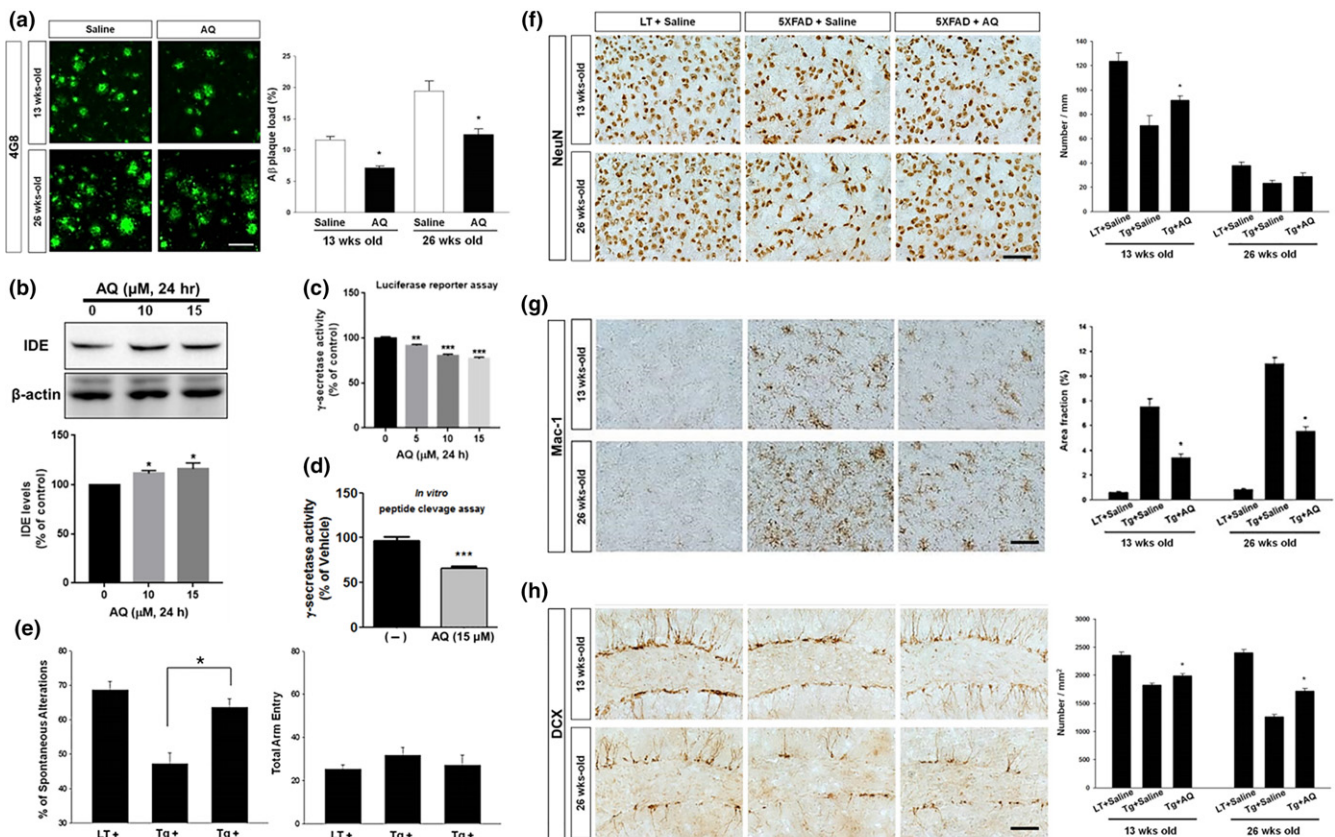 (a)
Saline
AQ
4G8
13 wks-old
26 wks-old
Aβ plaque load (%)
25
20
15
10
5
0
Saline AQ Saline AQ
13 wks old 26 wks old
* *
(b)
AQ (μM, 24 hr)
0 10 15
IDE
β-actin
IDE levels
(% of control)
150
100
50
0
* *
0 10 15
AQ (μM, 24 h)
(c)
Luciferase reporter assay
γ-secretase activity
(% of control)
100
75
50
25
0
** *** ***
0 5 10 15
AQ (μM, 24 h)
(d)
In vitro
peptide clevage assay
γ-secretase activity
(% of Vehicle)
150
100
50
0
***
(−) AQ (15 μM)
(e)
% of Spontaneous Alterations
80
70
60
50
40
30
*
LT + Tg + Tg +
Total Arm Entry
80
60
40
20
0
LT + Tg + Tg +
(f)
LT + Saline
5XFAD + Saline
5XFAD + AQ
NeuN
13 wks-old
26 wks-old
Number / mm
120
100
80
60
40
20
0
*
LT+Saline Tg+Saline Tg+AQ LT+Saline Tg+Saline Tg+AQ
13 wks old 26 wks old
(g)
Mac-1
13 wks-old
26 wks-old
Area fraction (%)
14
12
10
8
6
4
2
0
* *
LT+Saline Tg+Saline Tg+AQ LT+Saline Tg+Saline Tg+AQ
13 wks old 26 wks old
(h)
DCX
13 wks-old
26 wks-old
Number / mm²
3000
2500
2000
1500
1000
500
0
* *
LT+Saline Tg+Saline Tg+AQ LT+Saline Tg+Saline Tg+AQ
13 wks old 26 wks old